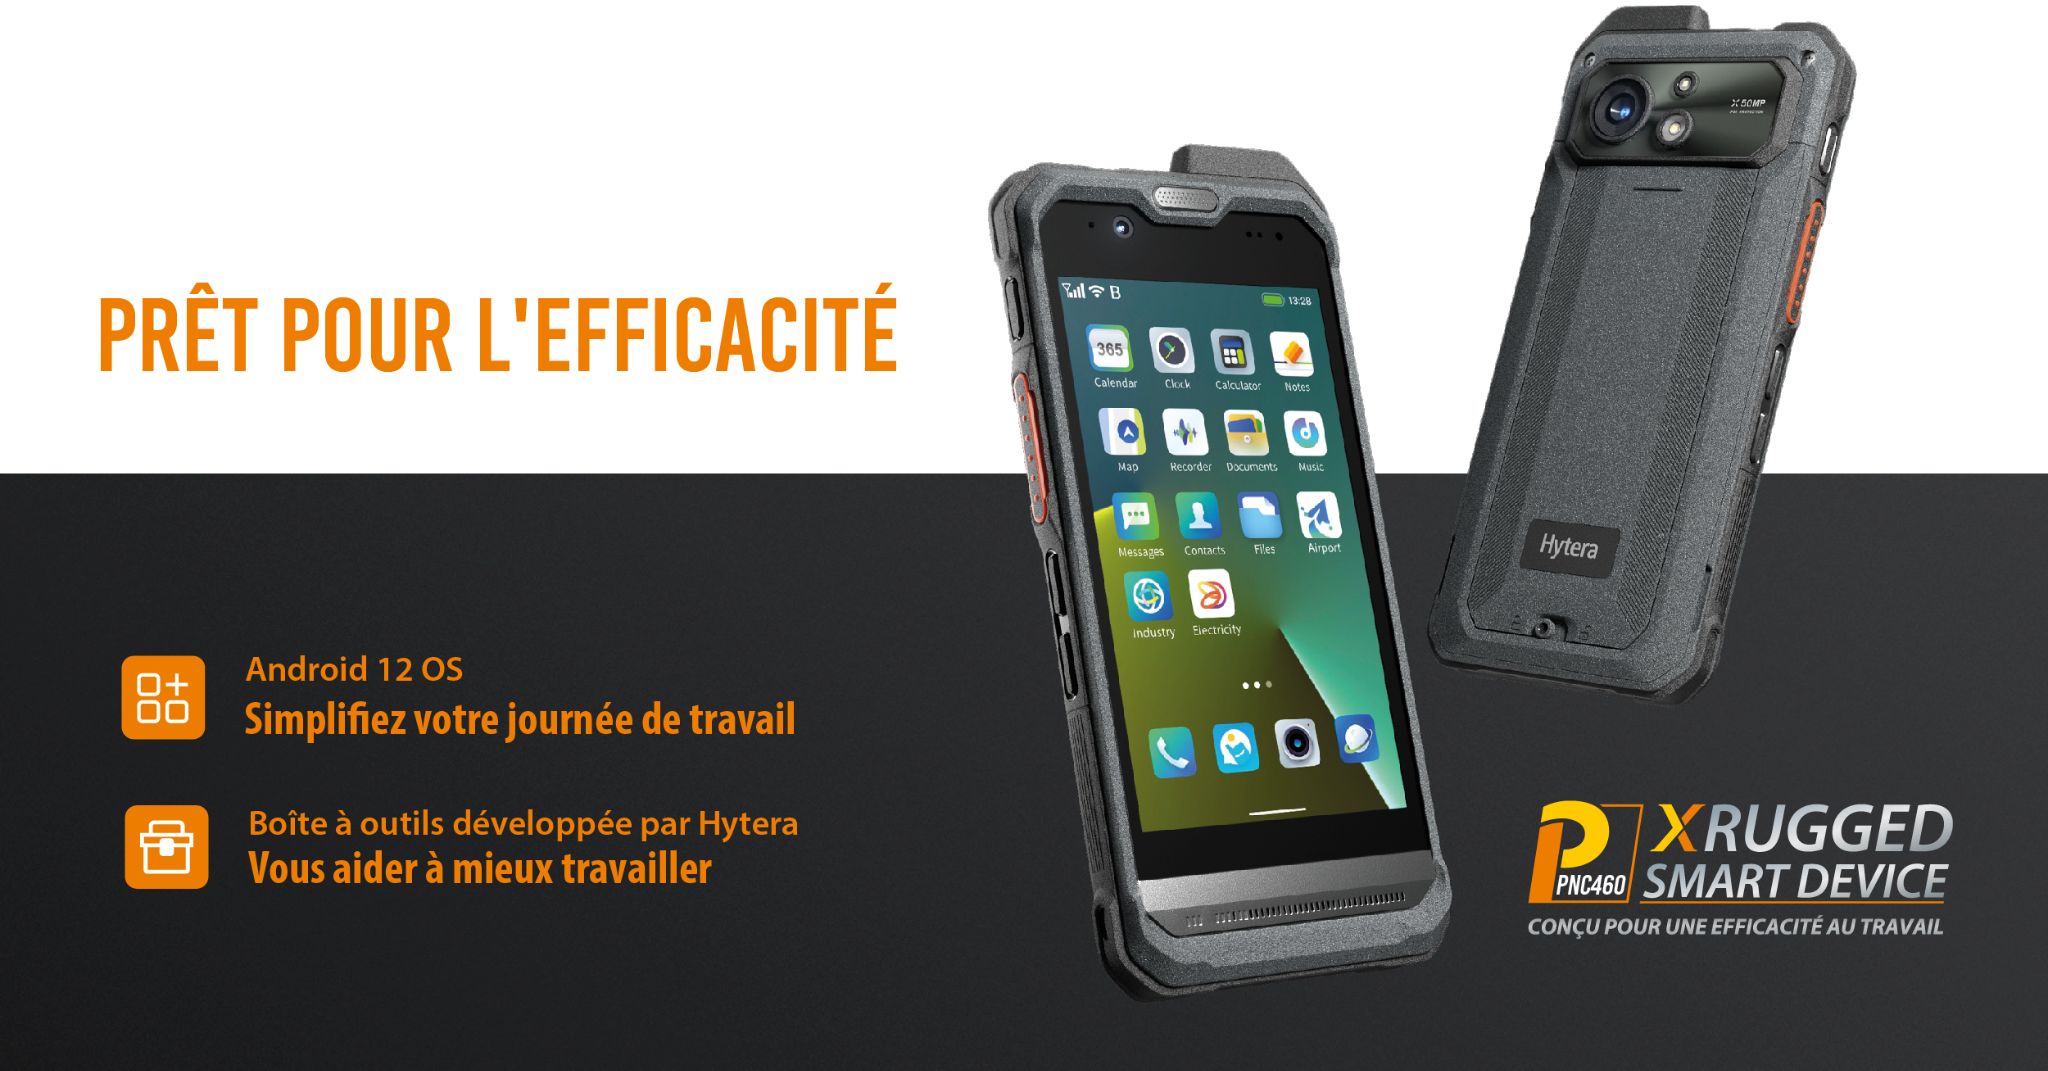 X 50MP
PRÊT POUR L'EFFICACITÉ
B
13:28
365
Calendar
Clock
Calculator
Notes
Map
Recorder
Documents
Music
Messages
Contacts
Files
Airport
Industry
Electricity
Hytera
Android 12 OS
Simplifiez votre journée de travail
Boîte à outils développée par Hytera
Vous aider à mieux travailler
P
PNC460
XRUGGED
SMART DEVICE
CONÇU POUR UNE EFFICACITÉ AU TRAVAIL